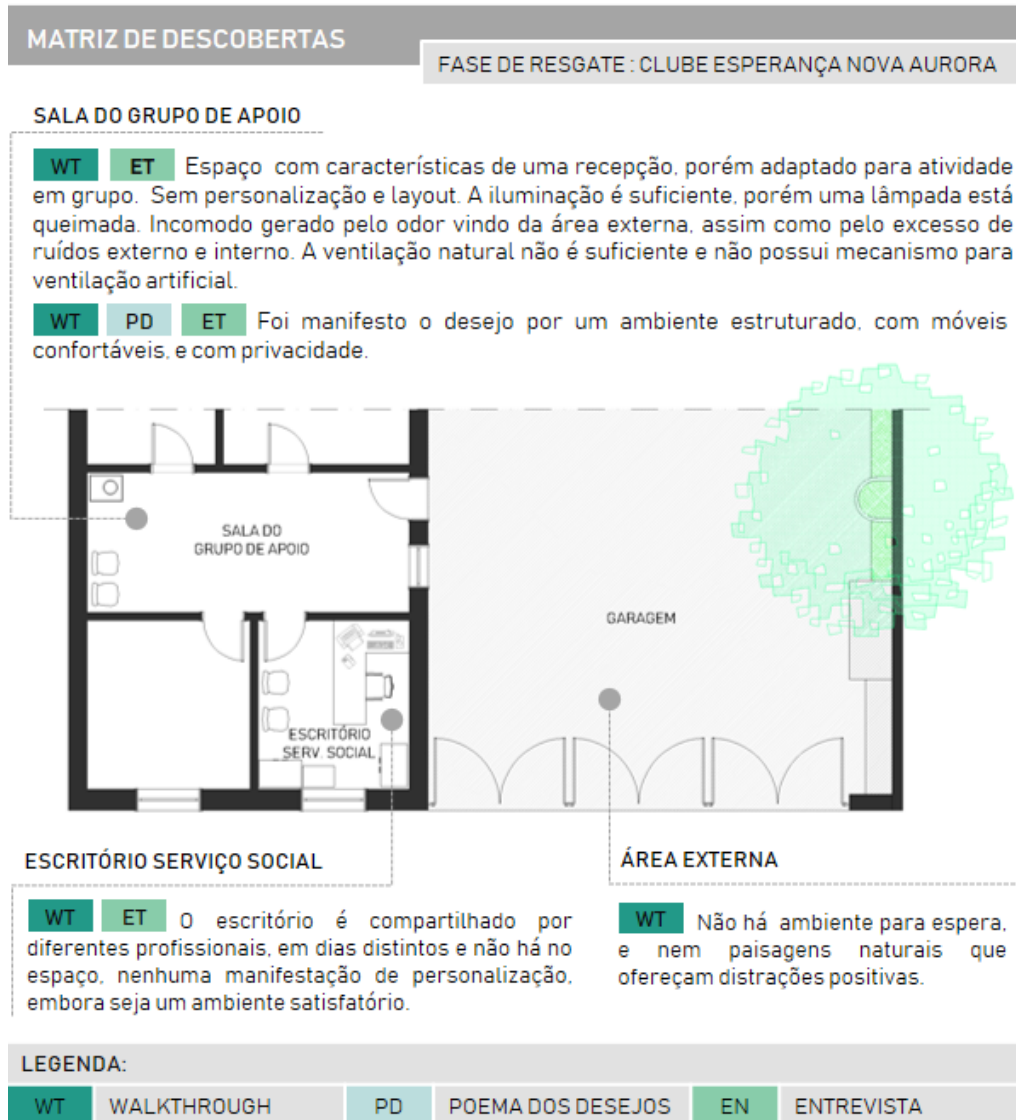 MATRIZ DE DESCOBERTAS
FASE DE RESGATE : CLUBE ESPERANÇA NOVA AURORA
SALA DO GRUPO DE APOIO
WT ET Espaço com características de uma recepção, porém adaptado para atividade
em grupo. Sem personalização e layout. A iluminação é suficiente, porém uma lâmpada está
queimada. Incomodo gerado pelo odor vindo da área externa, assim como pelo excesso de
ruídos externo e interno. A ventilação natural não é suficiente e não possui mecanismo para
ventilação artificial.
WT PD ET Foi manifesto o desejo por um ambiente estruturado, com móveis
confortáveis, e com privacidade.
SALA DO
GRUPO DE APOIO
GARAGEM
ESCRITÓRIO
SERV. SOCIAL
ESCRITÓRIO SERVIÇO SOCIAL
WT ET O escritório é compartilhado por
diferentes profissionais, em dias distintos e não há no
espaço, nenhuma manifestação de personalização,
embora seja um ambiente satisfatório.
ÁREA EXTERNA
WT Não há ambiente para espera,
e nem paisagens naturais que
ofereçam distrações positivas.
LEGENDA:
WT WALKTHROUGH PD POEMA DOS DESEJOS EN ENTREVISTA